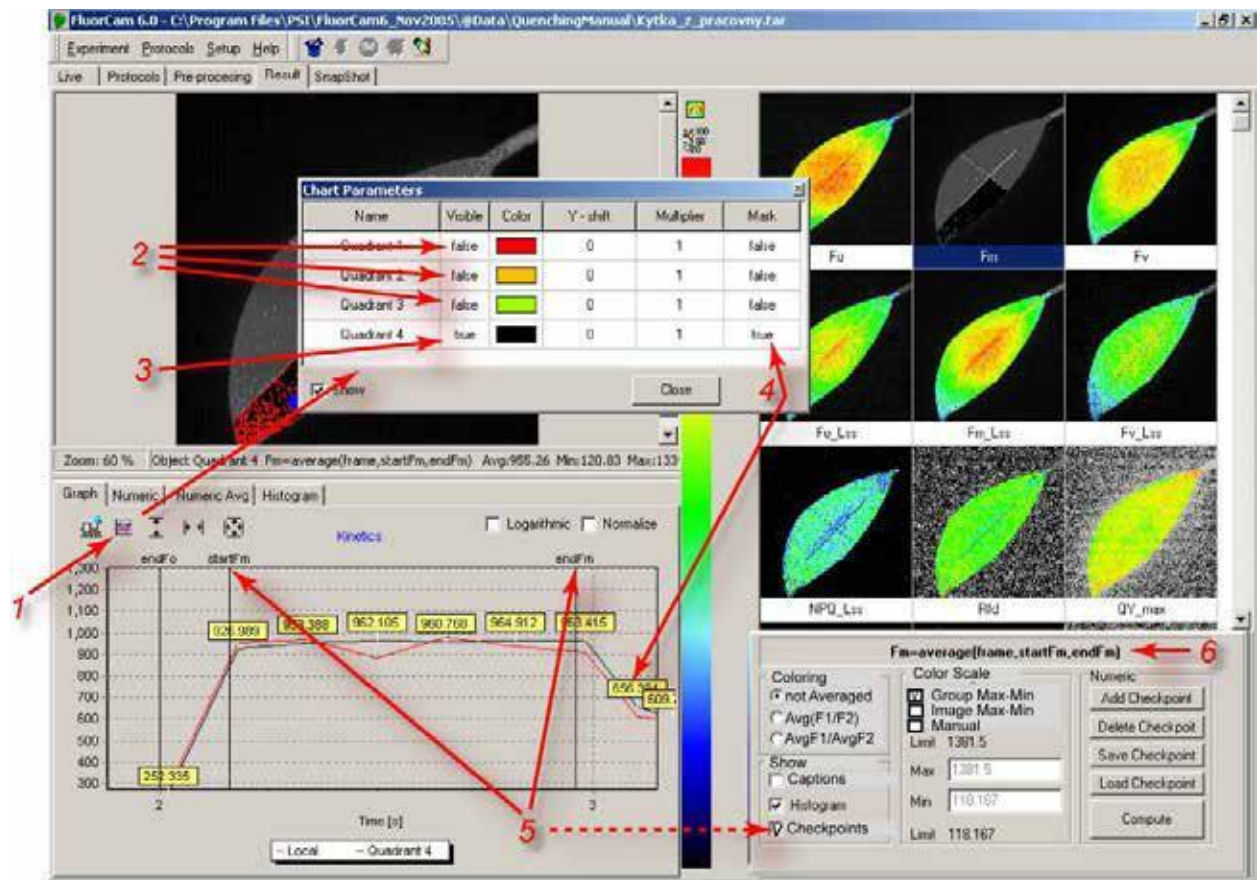 FluorCam 6.0 - C:\Program Files\PSI\FluorCam6_Nov2005\@Data\QuenchingManual\Kytka_z_pracovny.tar
Experiment Protocols Setup Help
Live Protocols Pre-procesing Result SnapShot
Chart Parameters
Name Visible Color Y - shift Multiplier Mark
Quadrant 1 false 0 1 false
Quadrant 2 false 0 1 false
Quadrant 3 false 0 1 false
Quadrant 4 true 0 1 true
Show Close
2
3
4
Fo Fm Fv
Fo_Lss Fm_Lss Fv_Lss
NPQ_Lss Rfd QY_max
Zoom: 60 % Object Quadrant 4 Fm=average(frame,startFm,endFm) Avg:955.26 Min:120.83 Max:133
Graph Numeric Numeric Avg Histogram
Logarithmic Normalize
Kinetics
1
endFo startFm endFm
1,300
1,200
1,100
1,000
900
800
700
600
500
400
300
926.989 962.105 960.768 964.912
2 3
Time [s]
Local Quadrant 4
5
Fm=average(frame,startFm,endFm)
6
Coloring
not Averaged
Avg(F1/F2)
AvgF1/AvgF2
Show
Captions
Histogram
Checkpoints
Color Scale
Group Max-Min
Image Max-Min
Manual
Limit 1381.5
Max 1381.5
Min 118.167
Limit 118.167
Numeric
Add Checkpoint
Delete Checkpoit
Save Checkpoint
Load Checkpoint
Compute